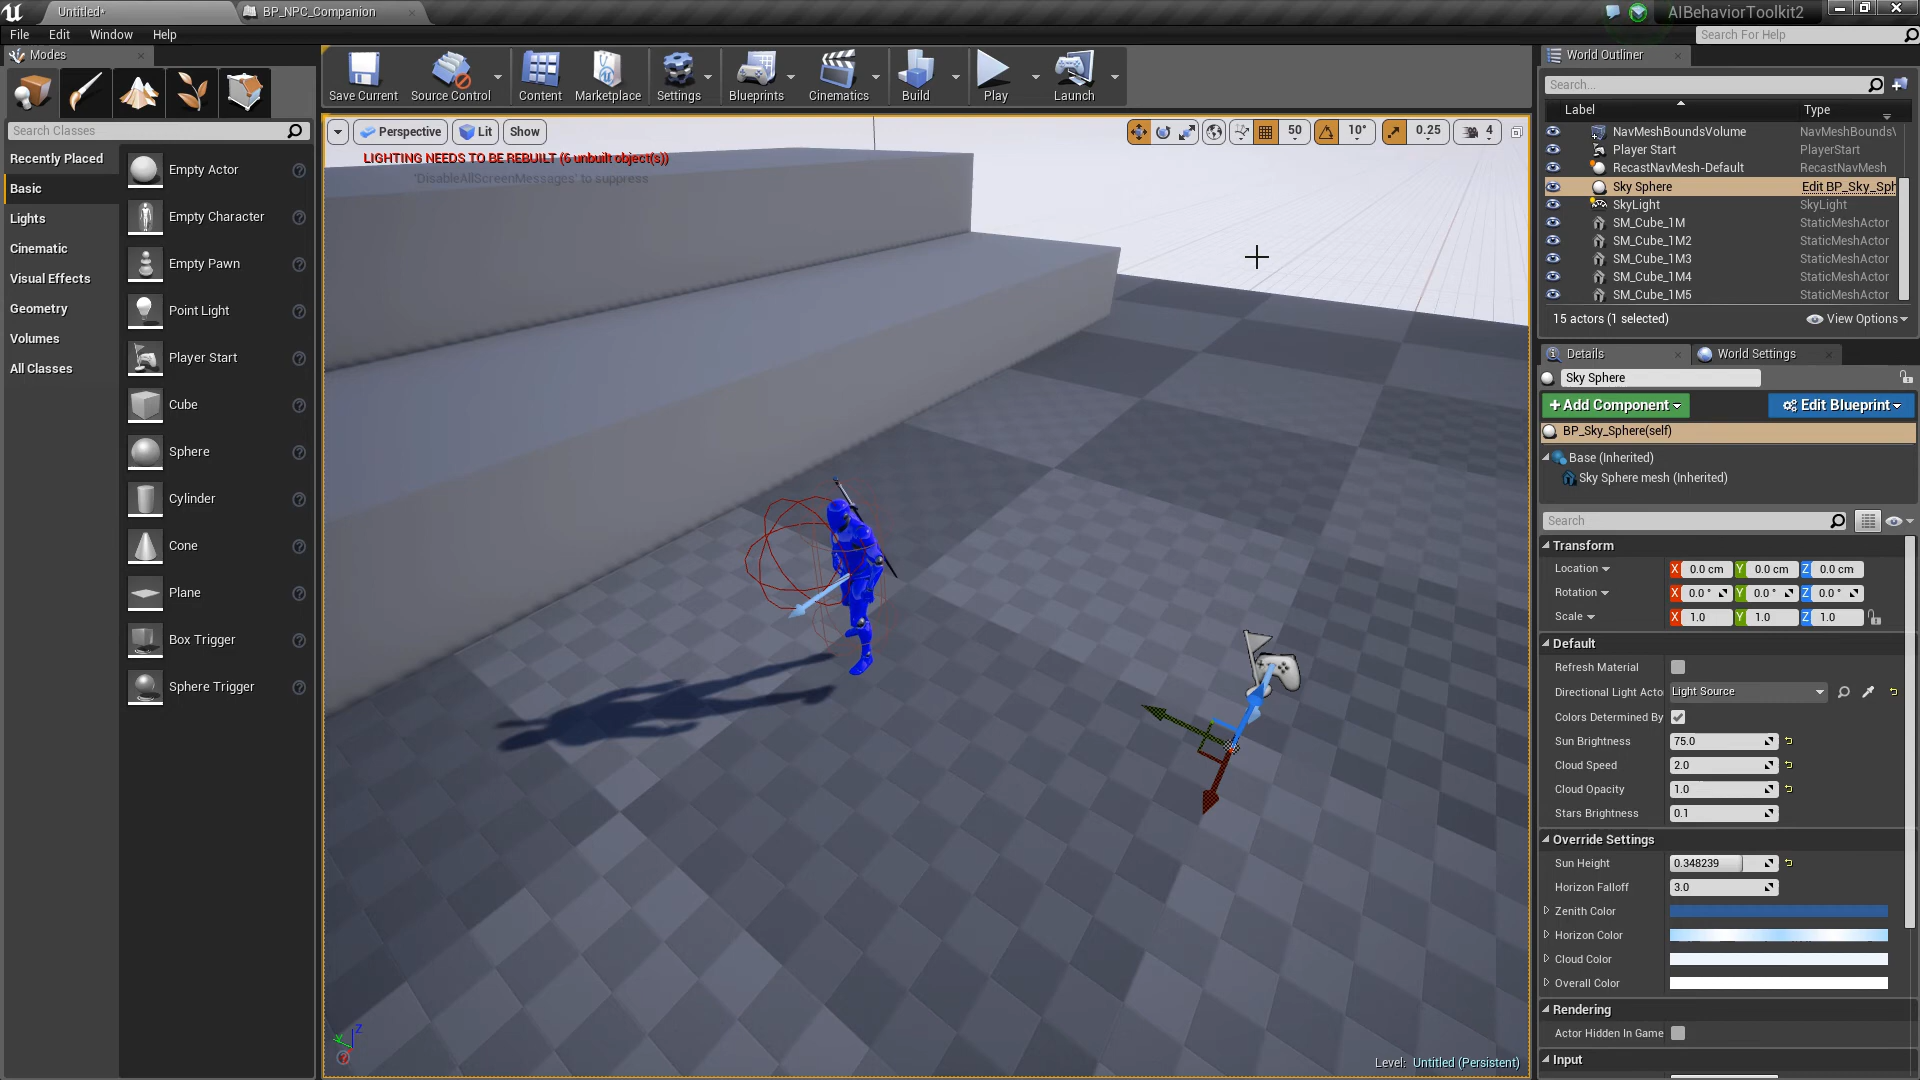 Untitled*
BP_NPC_Companion
AIBehaviorToolkit2
File Edit Window Help
Search For Help
Modes
Save Current
Source Control
Content
Marketplace
Settings
Blueprints
Cinematics
Build
Play
Launch
Search Classes
Recently Placed
Basic
Lights
Cinematic
Visual Effects
Geometry
Volumes
All Classes
Empty Actor
Empty Character
Empty Pawn
Point Light
Player Start
Cube
Sphere
Cylinder
Cone
Plane
Box Trigger
Sphere Trigger
Perspective Lit Show
50 10° 0.25 4
LIGHTING NEEDS TO BE REBUILT (6 unbuilt object(s))
'DisableAllScreenMessages' to suppress
Level: Untitled (Persistent)
World Outliner
Search...
Label Type
NavMeshBoundsVolume NavMeshBounds\
Player Start PlayerStart
RecastNavMesh-Default RecastNavMesh
Sky Sphere Edit BP_Sky_Sph
SkyLight SkyLight
SM_Cube_1M StaticMeshActor
SM_Cube_1M2 StaticMeshActor
SM_Cube_1M3 StaticMeshActor
SM_Cube_1M4 StaticMeshActor
SM_Cube_1M5 StaticMeshActor
15 actors (1 selected) View Options
Details World Settings
Sky Sphere
+ Add Component Edit Blueprint
BP_Sky_Sphere(self)
Base (Inherited)
Sky Sphere mesh (Inherited)
Search
Transform
Location X 0.0 cm Y 0.0 cm Z 0.0 cm
Rotation X 0.0 ° Y 0.0 ° Z 0.0 °
Scale X 1.0 Y 1.0 Z 1.0
Default
Refresh Material
Directional Light Acto Light Source
Colors Determined By
Sun Brightness 75.0
Cloud Speed 2.0
Cloud Opacity 1.0
Stars Brightness 0.1
Override Settings
Sun Height 0.348239
Horizon Falloff 3.0
Zenith Color
Horizon Color
Cloud Color
Overall Color
Rendering
Actor Hidden In Game
Input